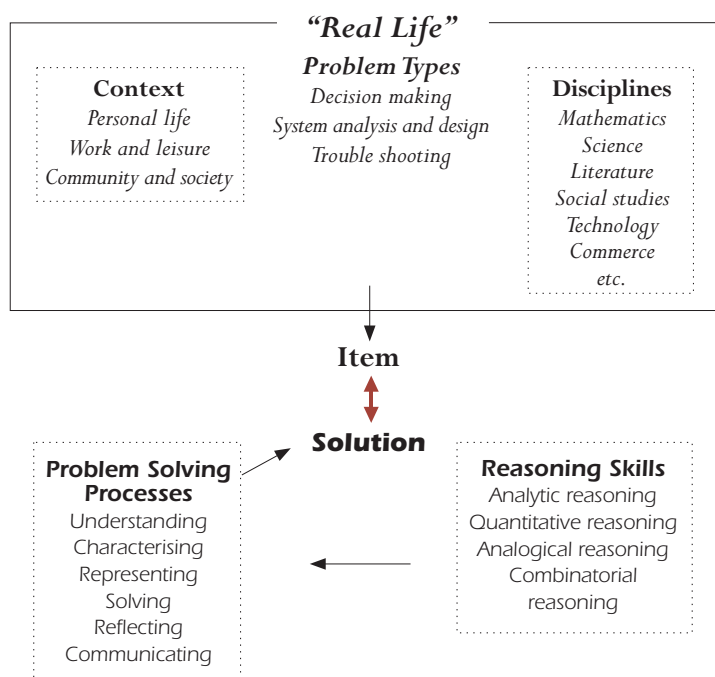 “Real Life”
Problem Types
Decision making
System analysis and design
Trouble shooting
Context
Personal life
Work and leisure
Community and society
Disciplines
Mathematics
Science
Literature
Social studies
Technology
Commerce
etc.
Item
Solution
Problem Solving
Processes
Understanding
Characterising
Representing
Solving
Reflecting
Communicating
Reasoning Skills
Analytic reasoning
Quantitative reasoning
Analogical reasoning
Combinatorial
reasoning